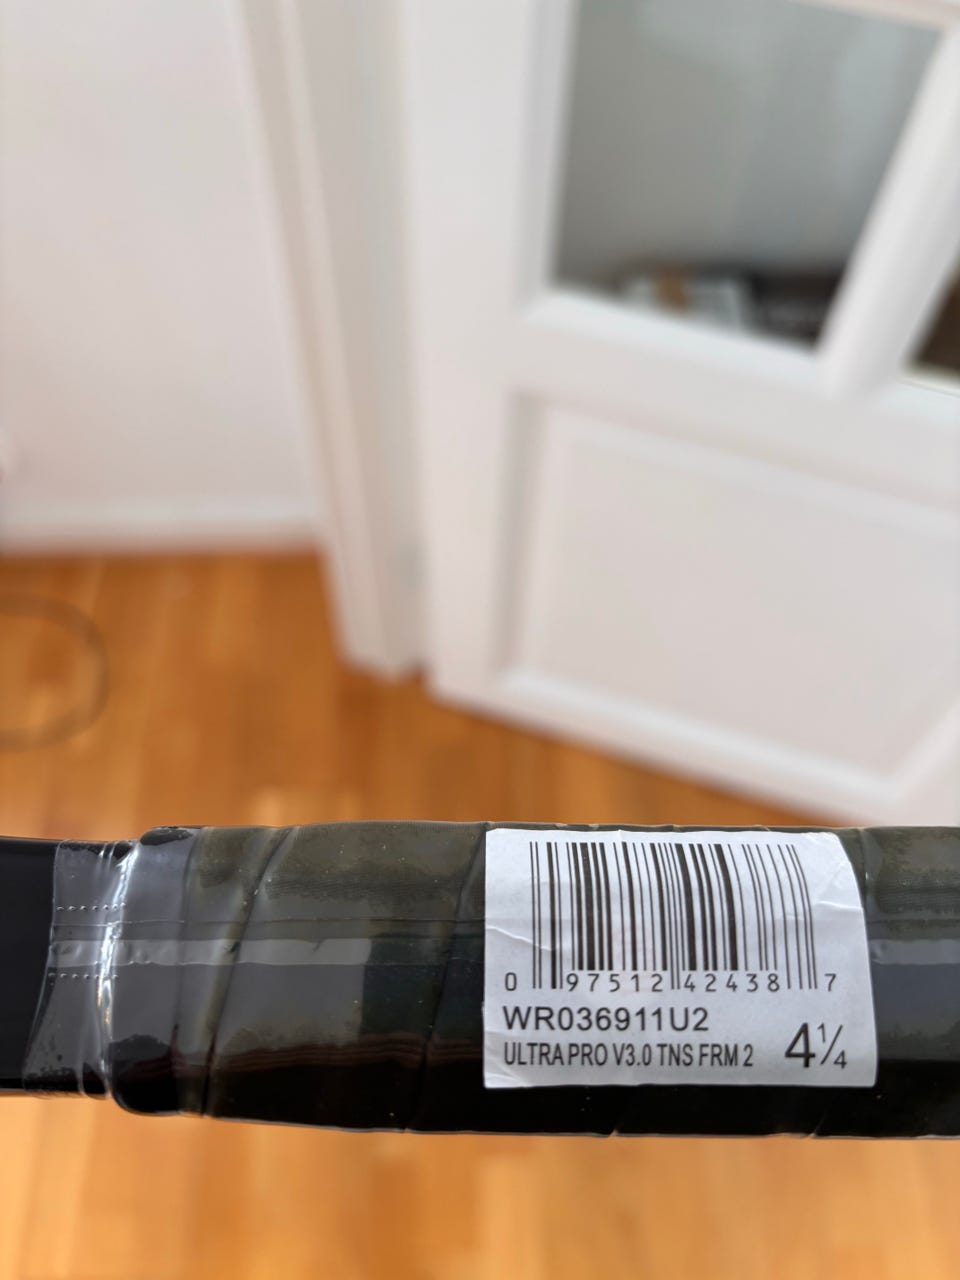 0 97512 42438 7
WR036911U2
ULTRA PRO V3.0 TNS FRM 2
4¼